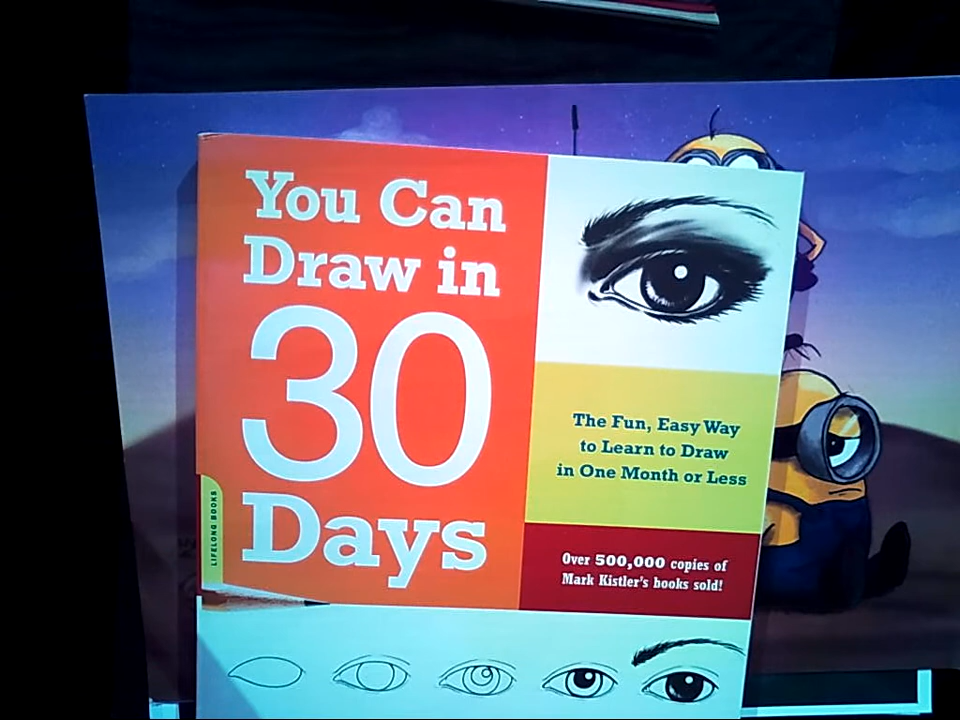 You Can
Draw in
30
Days
The Fun, Easy Way
to Learn to Draw
in One Month or Less
Over 500,000 copies of
Mark Kistler's books sold!
LIFELONG BOOKS